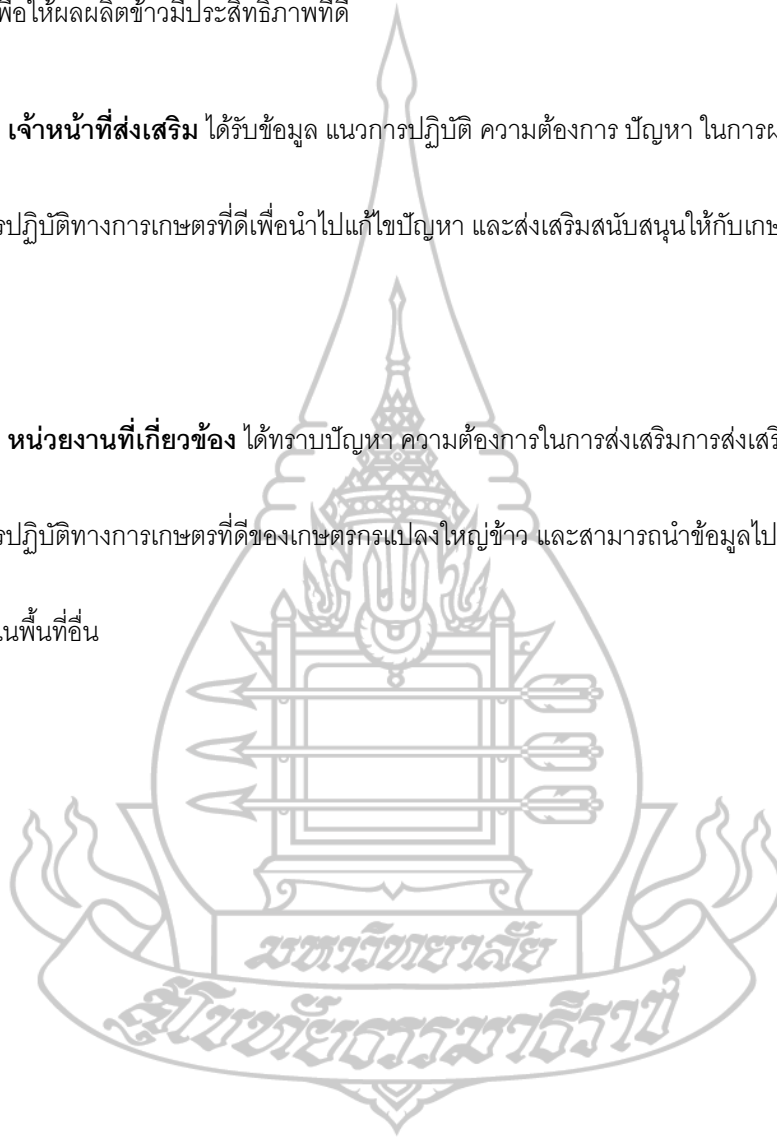 พื่อให้ผลผลิตข้าวมีประสิทธิภาพที่ดี
เจ้าหน้าที่ส่งเสริม ได้รับข้อมูล แนวการปฏิบัติ ความต้องการ ปัญหา ในการผ
รปฏิบัติทางการเกษตรที่ดีเพื่อนำไปแก้ไขปัญหา และส่งเสริมสนับสนุนให้กับเกษ
หน่วยงานที่เกี่ยวข้อง ได้ทราบปัญหา ความต้องการในการส่งเสริมการส่งเสริ
รปฏิบัติทางการเกษตรที่ดีของเกษตรกรแปลงใหญ่ข้าว และสามารถนำข้อมูลไป
นพื้นที่อื่น
มหาวิทยาลัย
สุโขทัยธรรมาธิราช